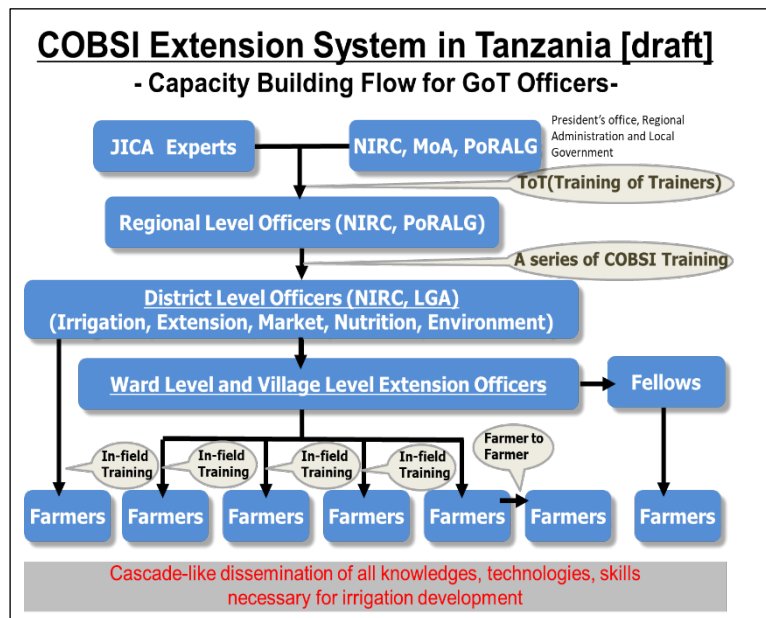 COBSI Extension System in Tanzania [draft]
- Capacity Building Flow for GoT Officers-
JICA Experts
NIRC, MoA, PoRALG
President's office, Regional
Administration and Local
Government
ToT(Training of Trainers)
Regional Level Officers (NIRC, PoRALG)
A series of COBSI Training
District Level Officers (NIRC, LGA)
(Irrigation, Extension, Market, Nutrition, Environment)
Ward Level and Village Level Extension Officers
Fellows
In-field
Training
In-field
Training
In-field
Training
In-field
Training
Farmer to
Farmer
Farmers
Farmers
Farmers
Farmers
Farmers
Farmers
Farmers
Cascade-like dissemination of all knowledges, technologies, skills
necessary for irrigation development